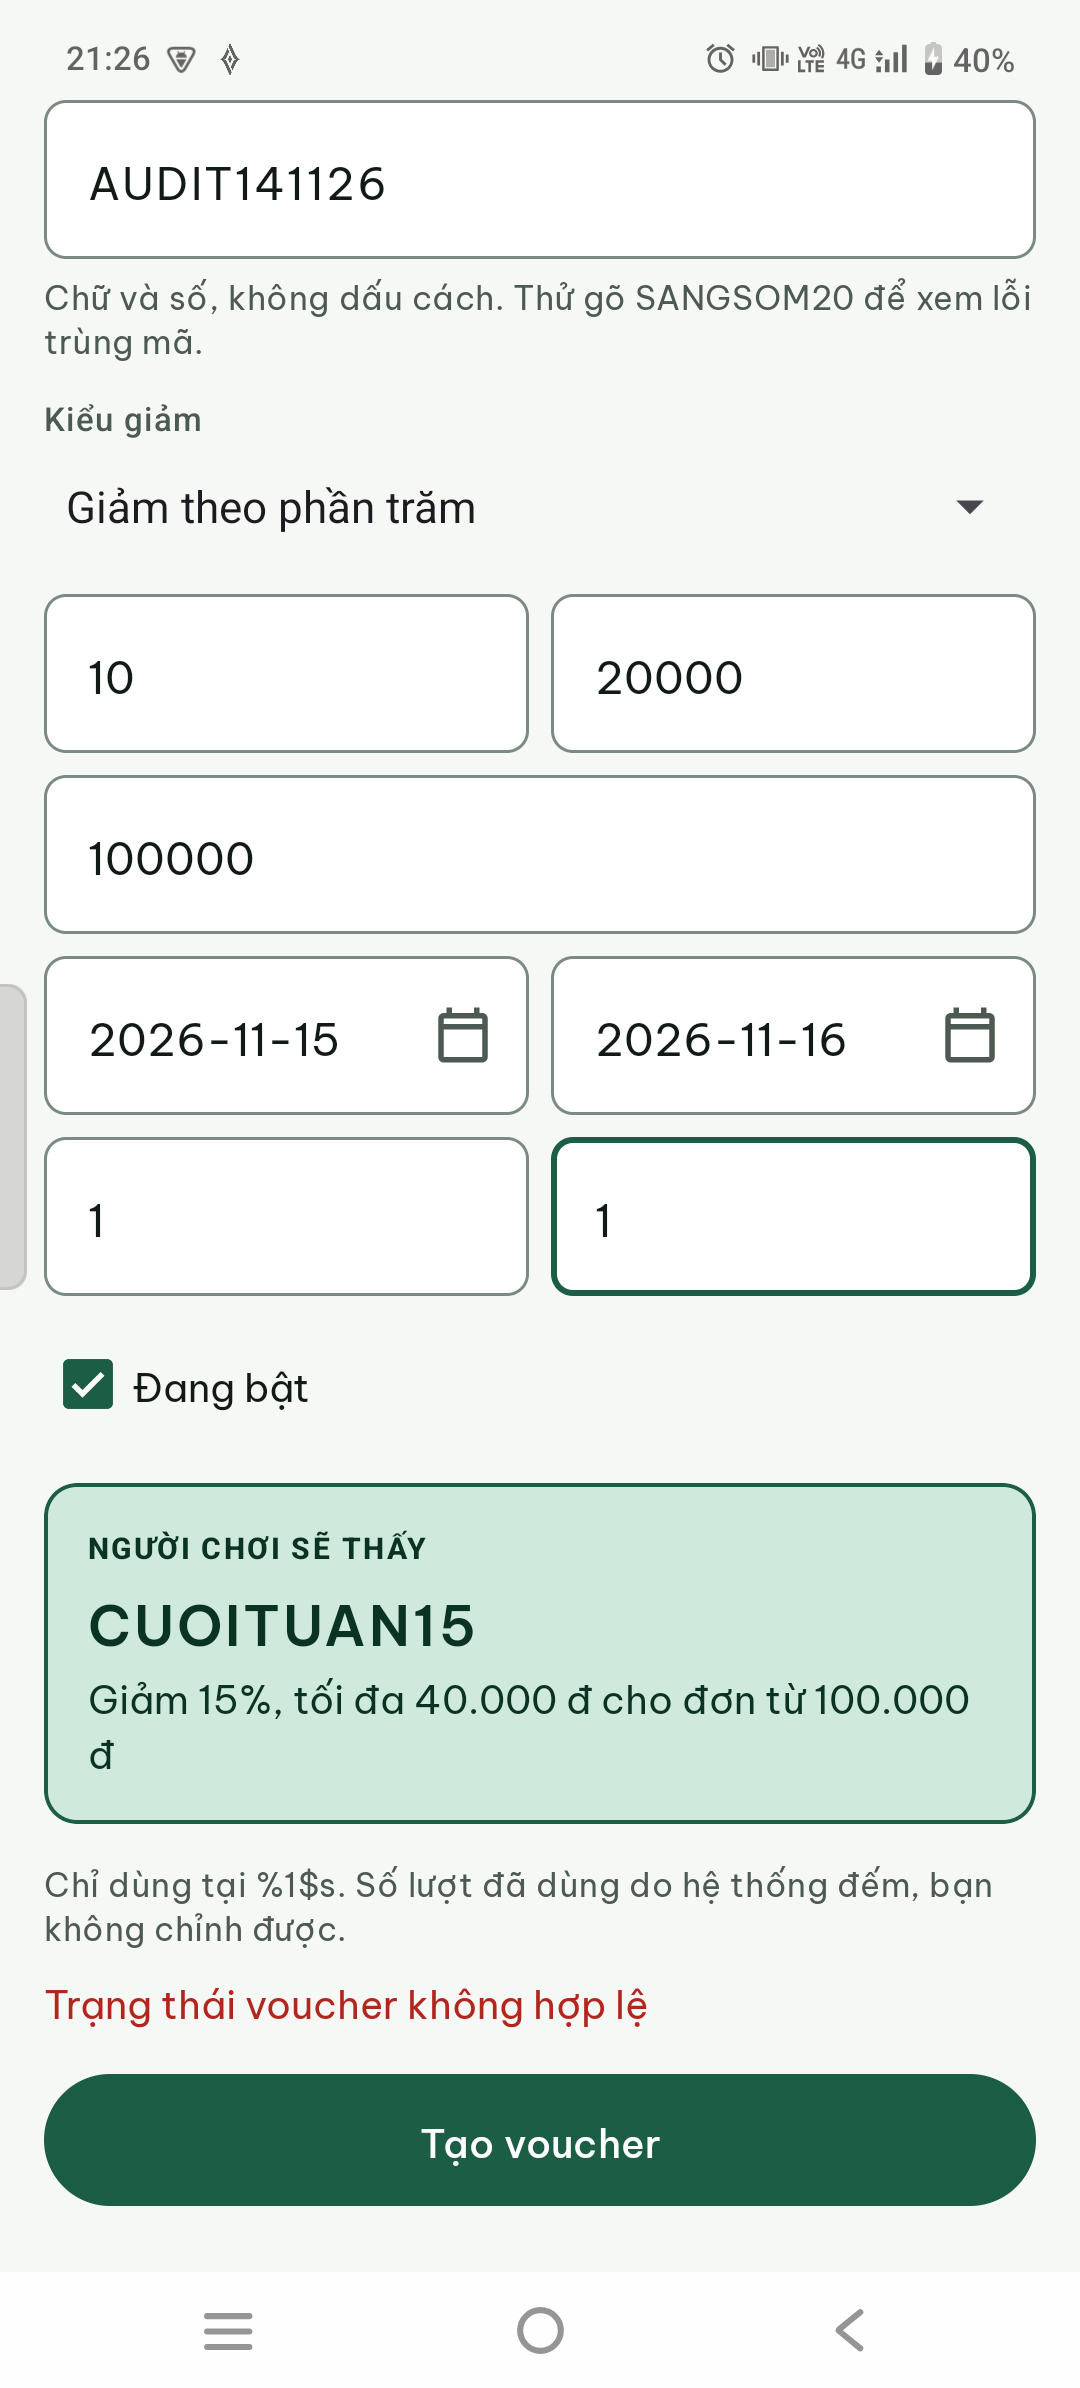 21:26 VoLTE 4G 40%
AUDIT141126
Chữ và số, không dấu cách. Thử gõ SANGSOM20 để xem lỗi
trùng mã.
Kiểu giảm
Giảm theo phần trăm
10 20000
100000
2026-11-15 2026-11-16
1 1
Đang bật
NGƯỜI CHƠI SẼ THẤY
CUOITUAN15
Giảm 15%, tối đa 40.000 đ cho đơn từ 100.000
đ
Chỉ dùng tại %1$s. Số lượt đã dùng do hệ thống đếm, bạn
không chỉnh được.
Trạng thái voucher không hợp lệ
Tạo voucher